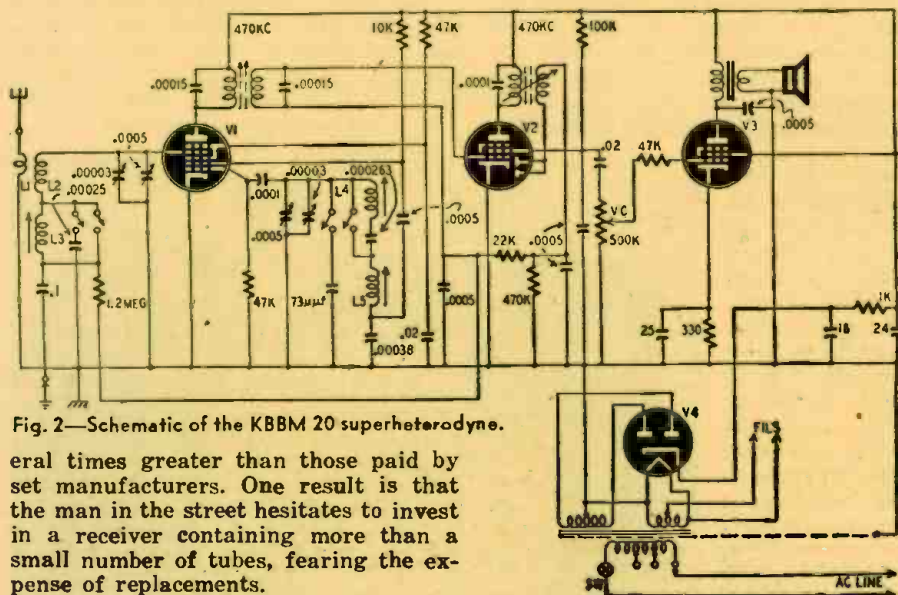 470KC
10K
47K
470KC
100K
.00015
.00015
.0001
.0005
V1
V2
V3
.0005
.00003
.02
47K
L2
.00025
.0001
.00003
L4
.000263
.0005
VC
500K
.0005
22K
.0005
L3
.1
1.2MEG
47K
73μμf
L5
.0005
470K
.02
.00038
25
330
1K
16
24
Fig. 2—Schematic of the KBBM 20 superheterodyne.
V4
FILS
eral times greater than those paid by
set manufacturers. One result is that
the man in the street hesitates to invest
in a receiver containing more than a
small number of tubes, fearing the ex-
pense of replacements.
SW
AC LINE